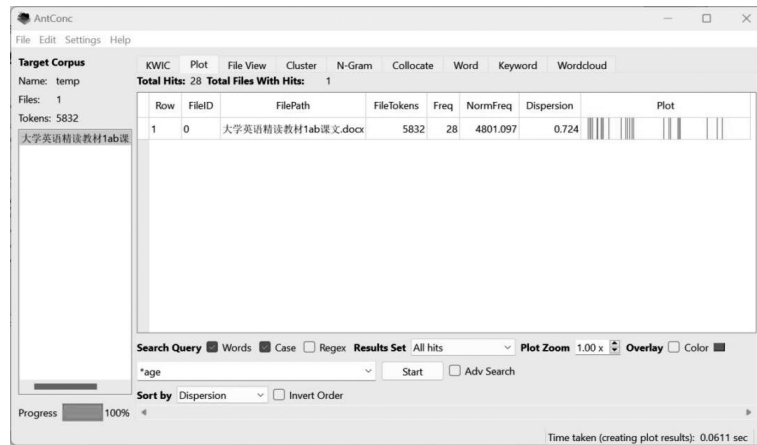 AntConc
File Edit Settings Help
Target Corpus
Name: temp
Files: 1
Tokens: 5832
大学英语精读教材1ab课
Progress 100%
KWIC Plot File View Cluster N-Gram Collocate Word Keyword Wordcloud
Total Hits: 28 Total Files With Hits: 1
Row FileID FilePath FileTokens Freq NormFreq Dispersion Plot
1 0 大学英语精读教材1ab课文.docx 5832 28 4801.097 0.724
Search Query Words Case Regex Results Set All hits Plot Zoom 1.00 x Overlay Color
*age Start Adv Search
Sort by Dispersion Invert Order
Time taken (creating plot results): 0.0611 sec